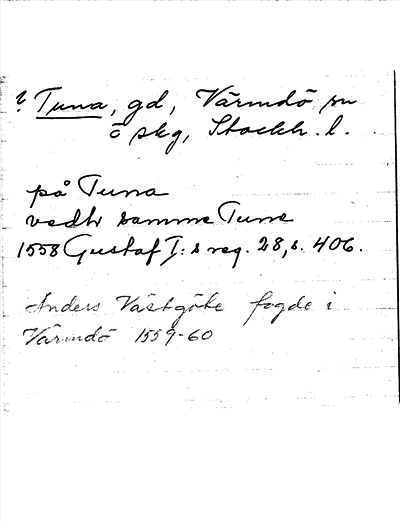 ? Tuna, gd, Värmdö sn
ö skg, Stockh. l.
på Tuna
vedh samme Tune
1558 Gustaf I:s reg. 28, s. 406.
Anders Västgöte fogde i
Värmdö 1559-60